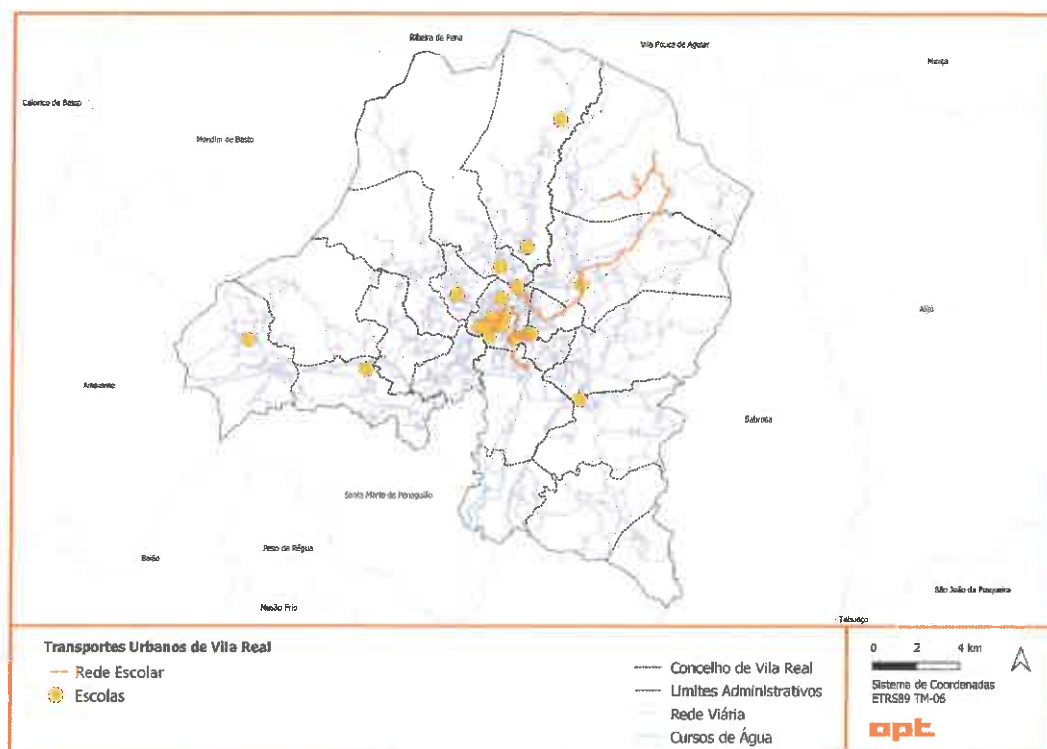 Ribeira de Pena
Vila Pouca de Aguiar
Murça
Celorico de Basto
Mondim de Basto
Alijó
Amarante
Sabrosa
Santa Marta de Penaguião
Peso da Régua
Baião
São João da Pesqueira
Mesão Frio
Tabuaço
Transportes Urbanos de Vila Real
Rede Escolar
Escolas
Concelho de Vila Real
Limites Administrativos
Rede Viária
Cursos de Água
0 2 4 km
Sistema de Coordenadas
ETRS89 TM-06
opt.